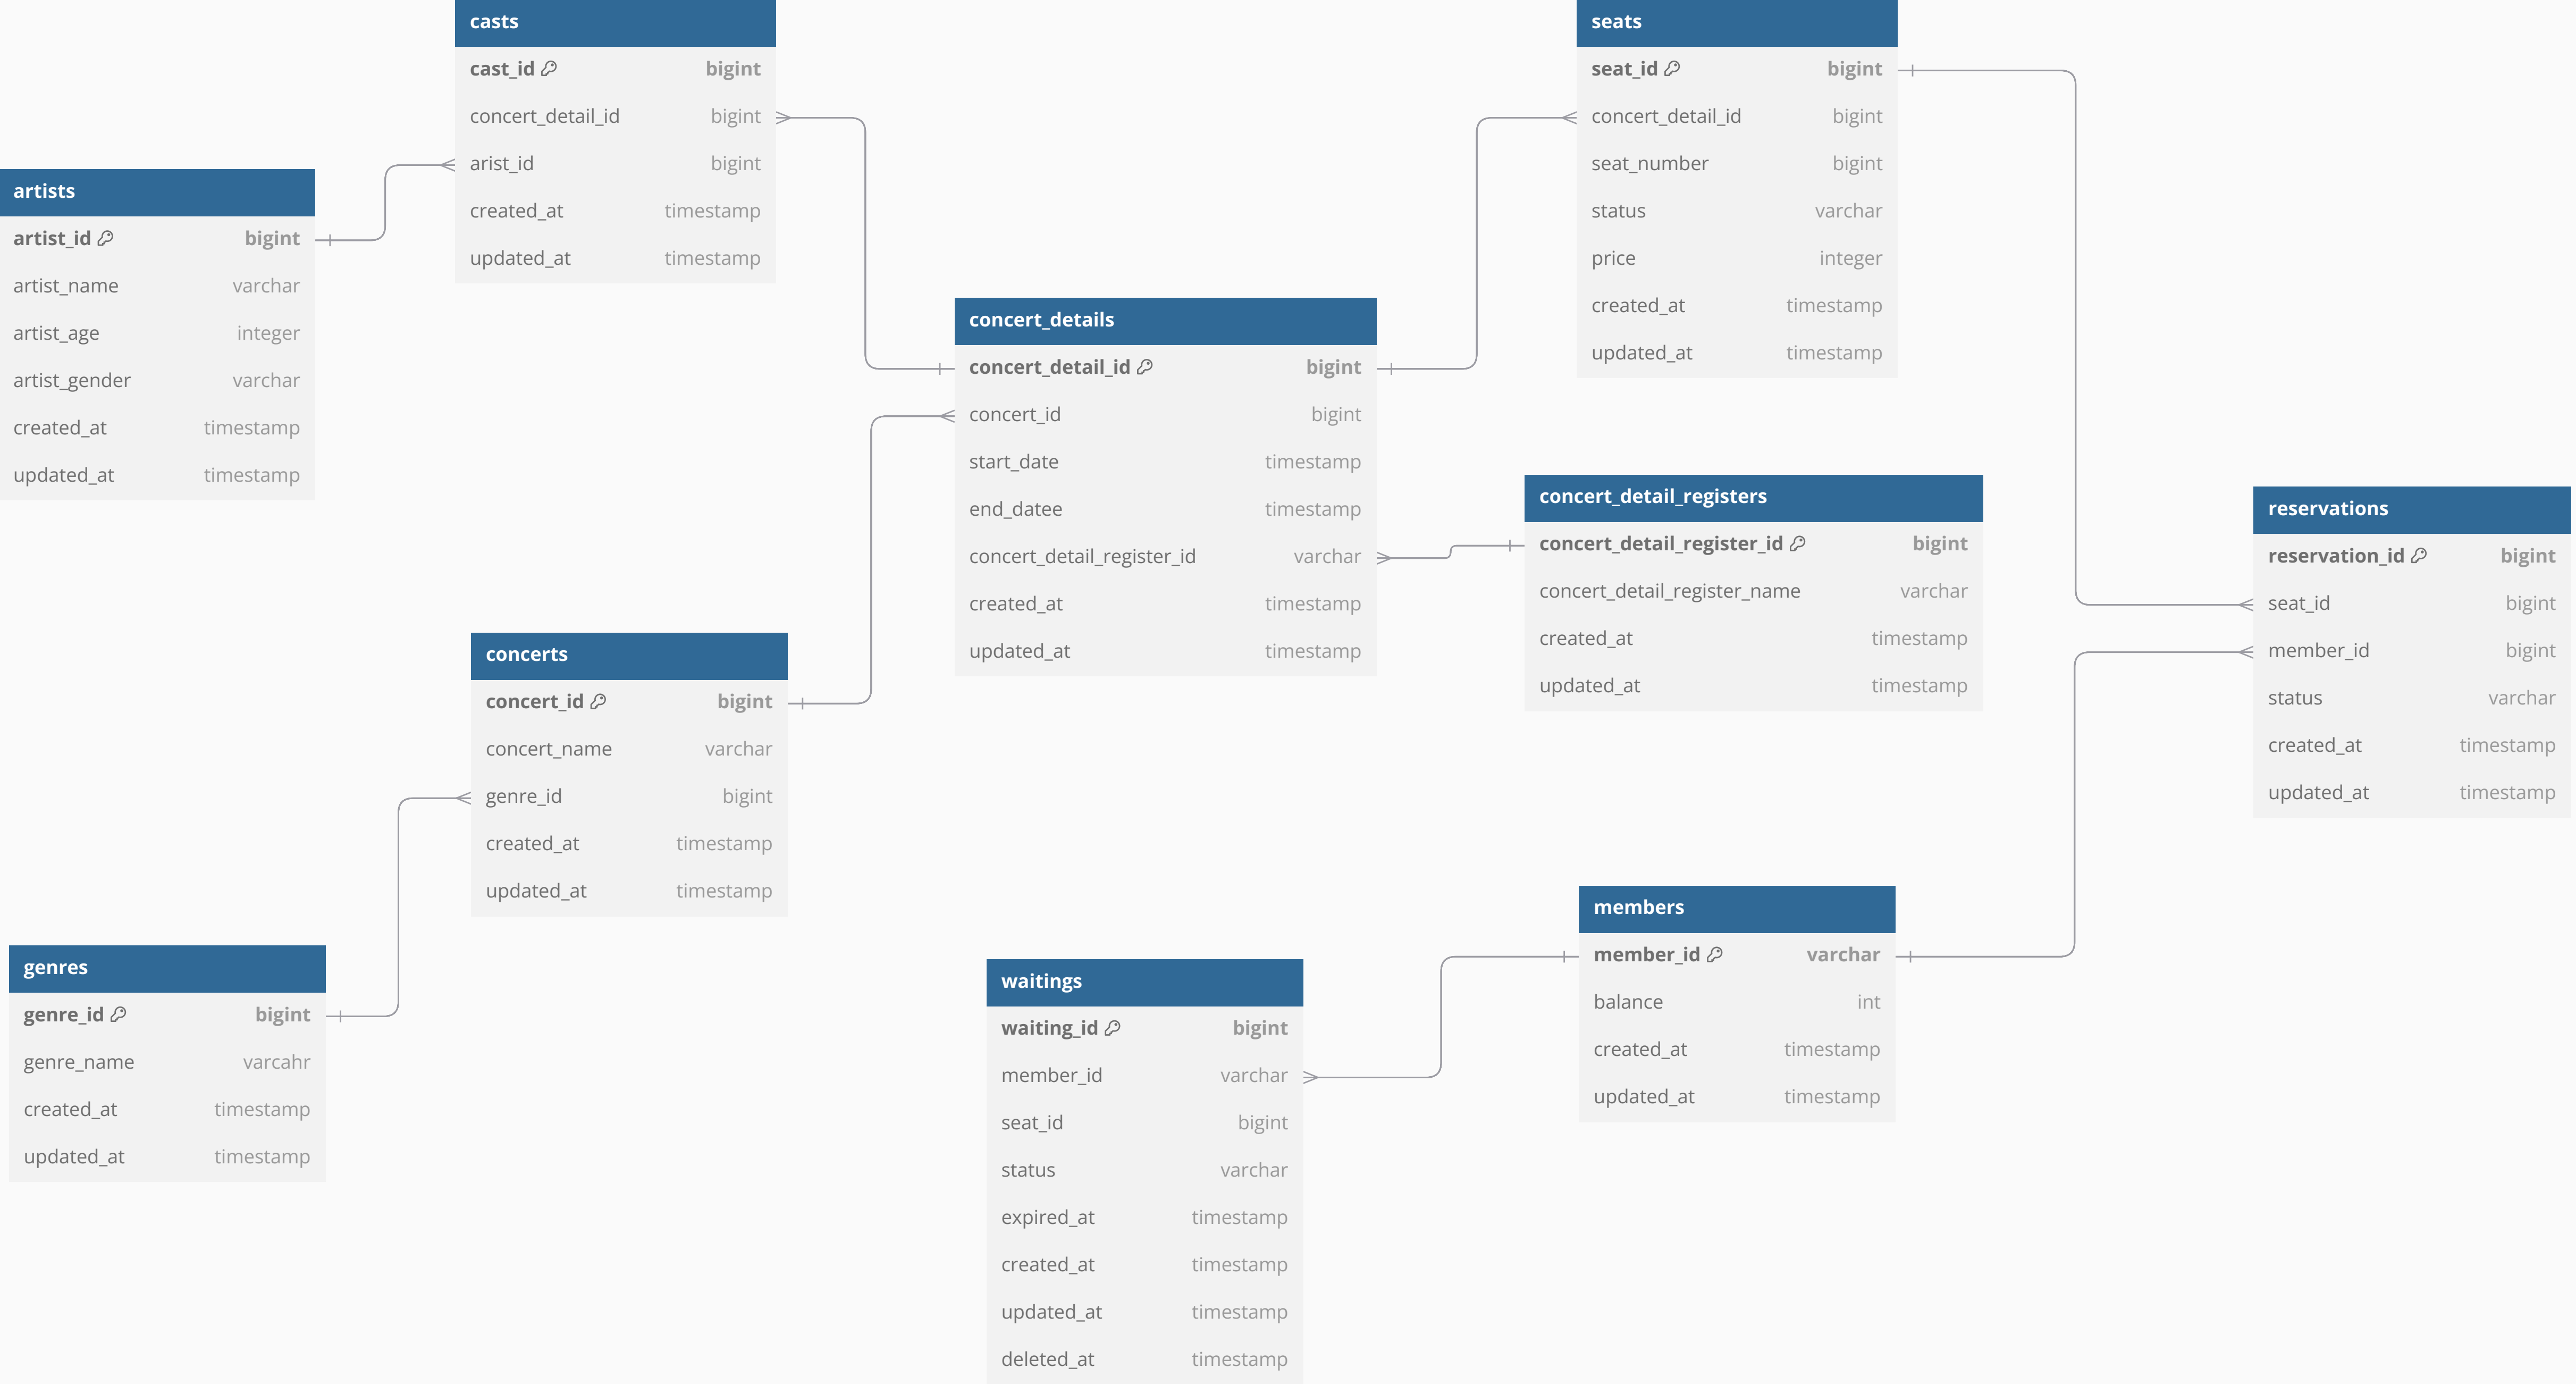 casts
cast_id bigint
concert_detail_id bigint
arist_id bigint
created_at timestamp
updated_at timestamp
seats
seat_id bigint
concert_detail_id bigint
seat_number bigint
status varchar
price integer
created_at timestamp
updated_at timestamp
artists
artist_id bigint
artist_name varchar
artist_age integer
artist_gender varchar
created_at timestamp
updated_at timestamp
concert_details
concert_detail_id bigint
concert_id bigint
start_date timestamp
end_datee timestamp
concert_detail_register_id varchar
created_at timestamp
updated_at timestamp
concert_detail_registers
concert_detail_register_id bigint
concert_detail_register_name varchar
created_at timestamp
updated_at timestamp
reservations
reservation_id bigint
seat_id bigint
member_id bigint
status varchar
created_at timestamp
updated_at timestamp
concerts
concert_id bigint
concert_name varchar
genre_id bigint
created_at timestamp
updated_at timestamp
members
member_id varchar
balance int
created_at timestamp
updated_at timestamp
genres
genre_id bigint
genre_name varcahr
created_at timestamp
updated_at timestamp
waitings
waiting_id bigint
member_id varchar
seat_id bigint
status varchar
expired_at timestamp
created_at timestamp
updated_at timestamp
deleted_at timestamp